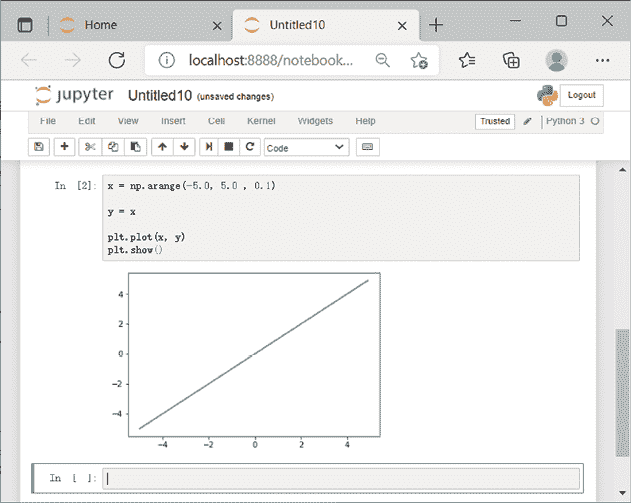 Home
Untitled10
localhost:8888/notebook...
jupyter Untitled10 (unsaved changes)
Logout
File Edit View Insert Cell Kernel Widgets Help
Trusted
Python 3
Code
In [2]:
x = np.arange(-5.0, 5.0 , 0.1)
y = x
plt.plot(x, y)
plt.show()
4
2
0
−2
−4
−4 −2 0 2 4
In [ ]: